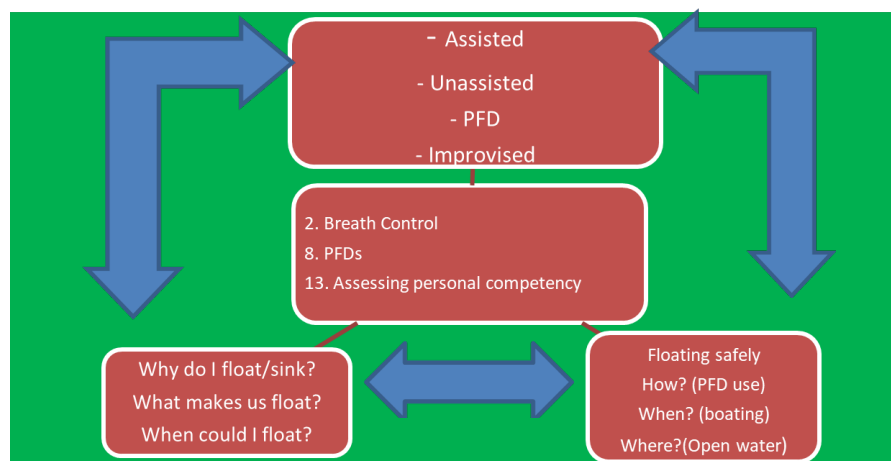 - Assisted
- Unassisted
- PFD
- Improvised
2. Breath Control
8. PFDs
13. Assessing personal competency
Why do I float/sink?
What makes us float?
When could I float?
Floating safely
How? (PFD use)
When? (boating)
Where?(Open water)